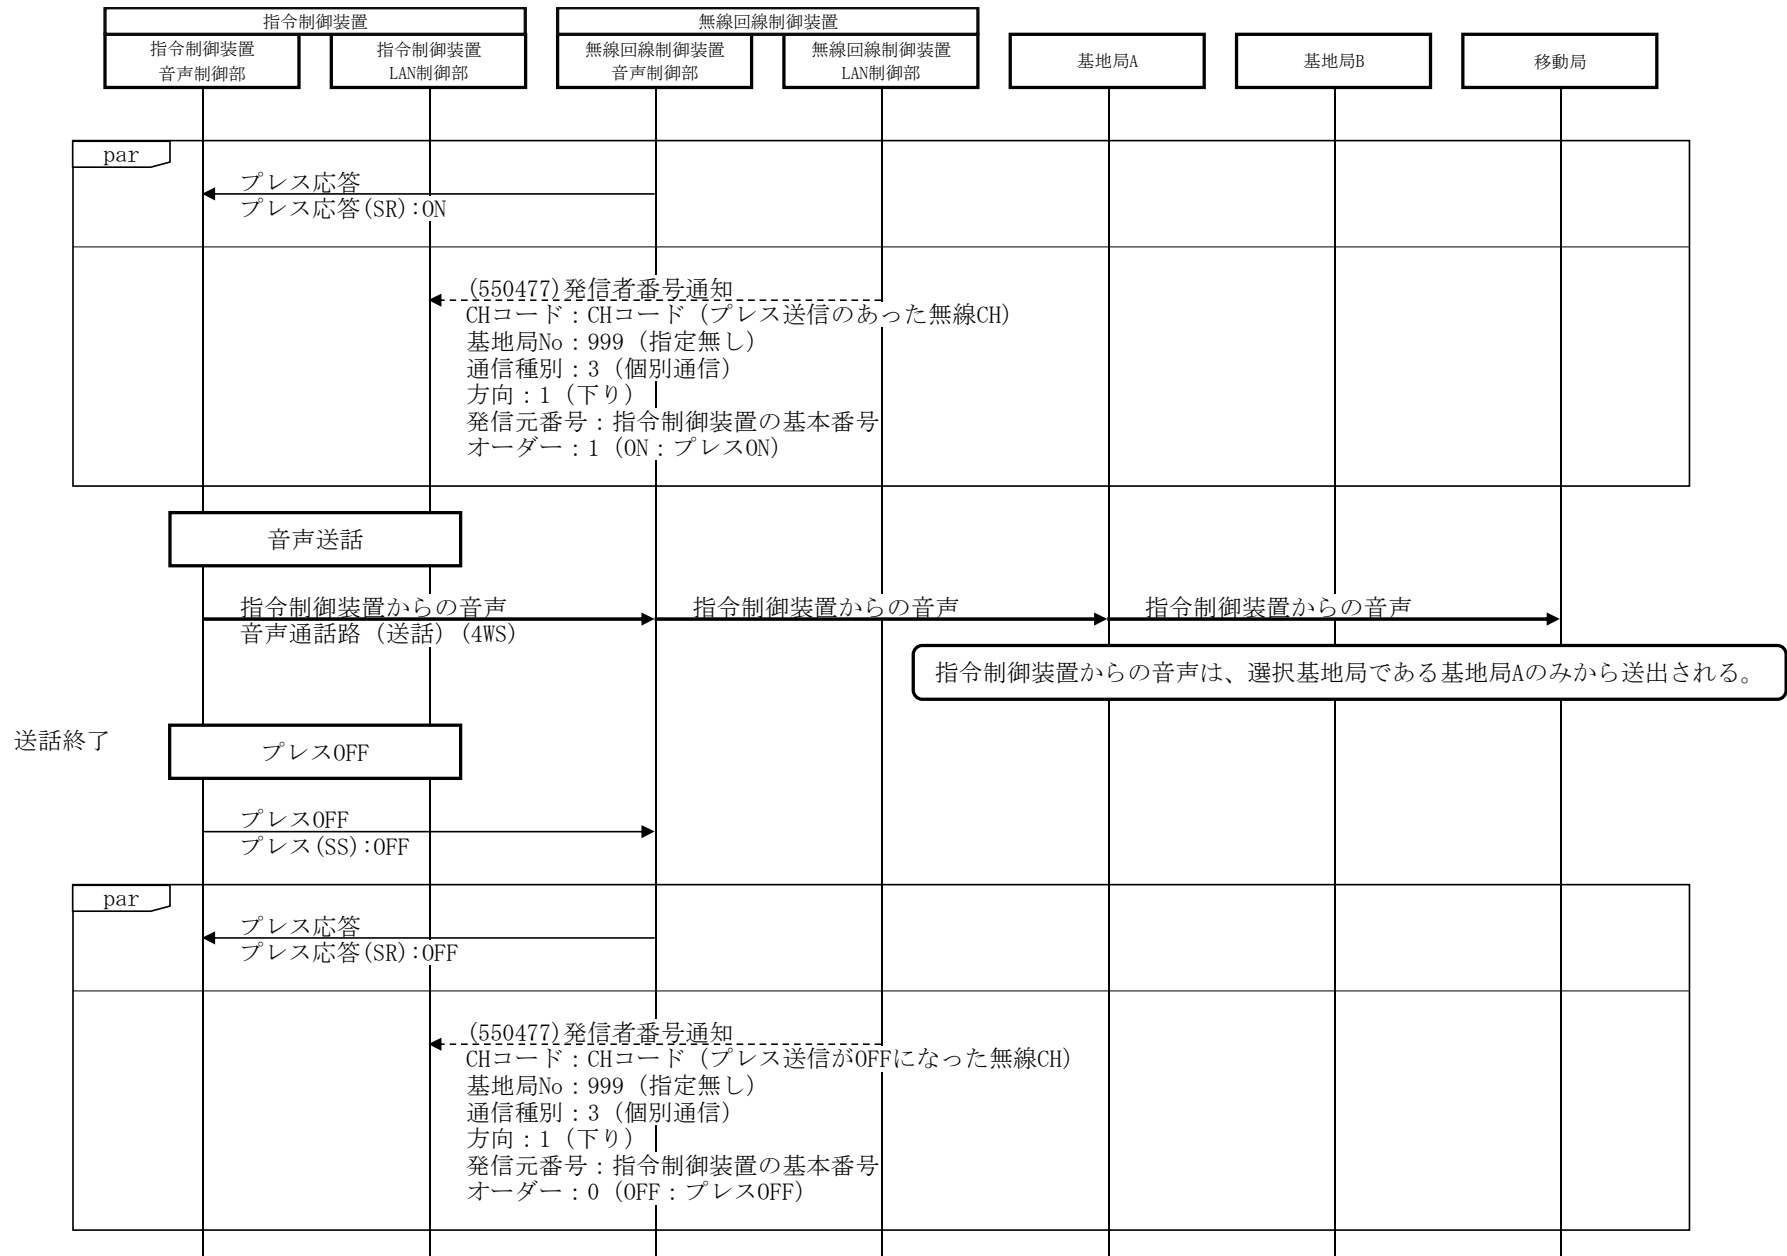 指令制御装置
無線回線制御装置
指令制御装置
音声制御部
指令制御装置
LAN制御部
無線回線制御装置
音声制御部
無線回線制御装置
LAN制御部
基地局A
基地局B
移動局
par
プレス応答
プレス応答(SR):ON
(550477)発信者番号通知
CHコード：CHコード（プレス送信のあった無線CH）
基地局No：999（指定無し）
通信種別：3（個別通信）
方向：1（下り）
発信元番号：指令制御装置の基本番号
オーダー：1（ON：プレスON）
音声送話
指令制御装置からの音声
音声通話路（送話）(4WS)
指令制御装置からの音声
指令制御装置からの音声
指令制御装置からの音声は、選択基地局である基地局Aのみから送出される。
送話終了
プレスOFF
プレスOFF
プレス(SS):OFF
par
プレス応答
プレス応答(SR):OFF
(550477)発信者番号通知
CHコード：CHコード（プレス送信がOFFになった無線CH）
基地局No：999（指定無し）
通信種別：3（個別通信）
方向：1（下り）
発信元番号：指令制御装置の基本番号
オーダー：0（OFF：プレスOFF）